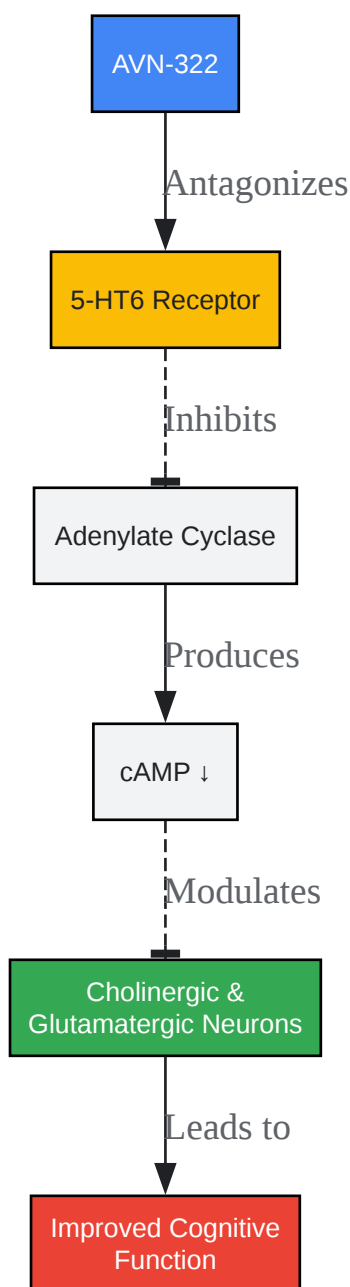 AVN-322
Antagonizes
5-HT6 Receptor
Inhibits
Adenylate Cyclase
Produces
cAMP ↓
Modulates
Cholinergic &
Glutamatergic Neurons
Leads to
Improved Cognitive
Function